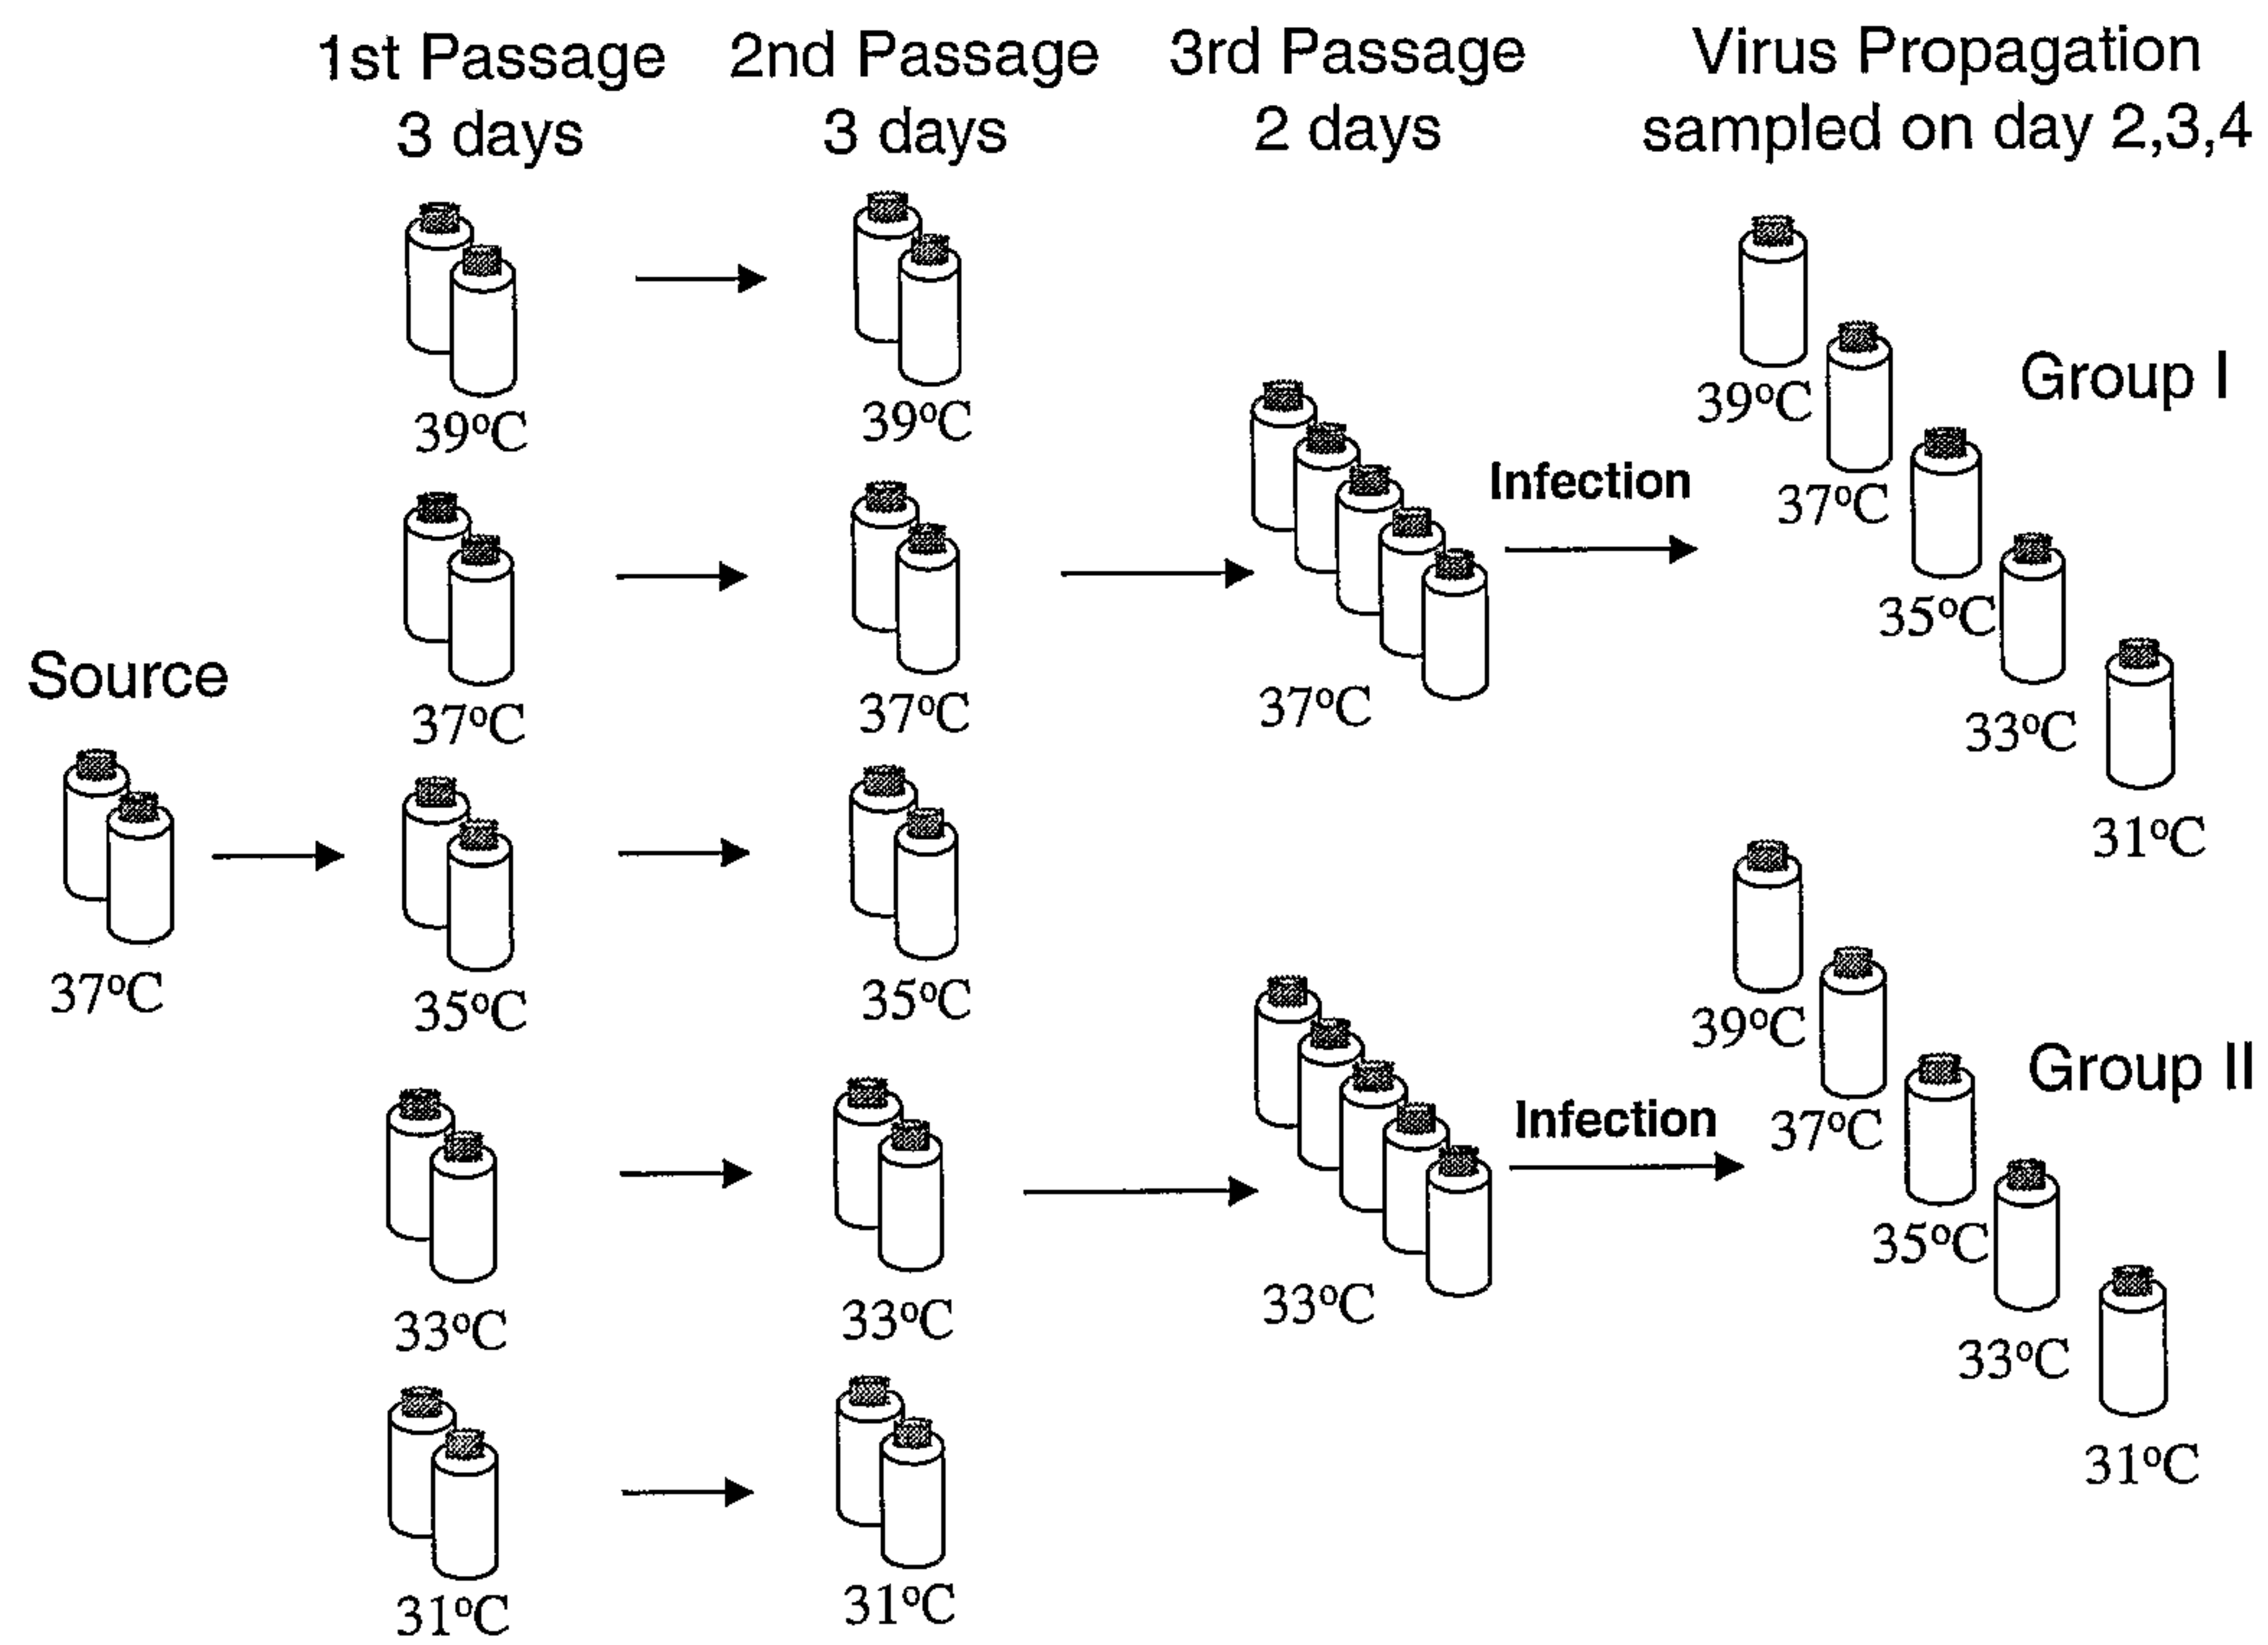 1st Passage
3 days
2nd Passage
3 days
3rd Passage
2 days
Virus Propagation
sampled on day 2,3,4
Source
37ºC
39ºC
37ºC
35ºC
33ºC
31ºC
39ºC
37ºC
35ºC
33ºC
31ºC
37ºC
33ºC
Infection
Infection
39ºC
37ºC
35ºC
33ºC
31ºC
Group I
39ºC
37ºC
35ºC
33ºC
31ºC
Group II